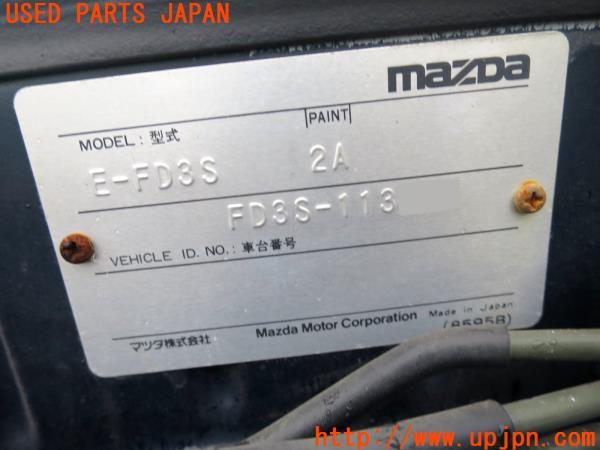 USED PARTS JAPAN
mazda
MODEL : 型式 PAINT
E-FD3S 2A
FD3S-113
VEHICLE ID. NO. : 車台番号
マツダ株式会社 Mazda Motor Corporation Made in Japan
(8595B)
http://www.upjpn.com/